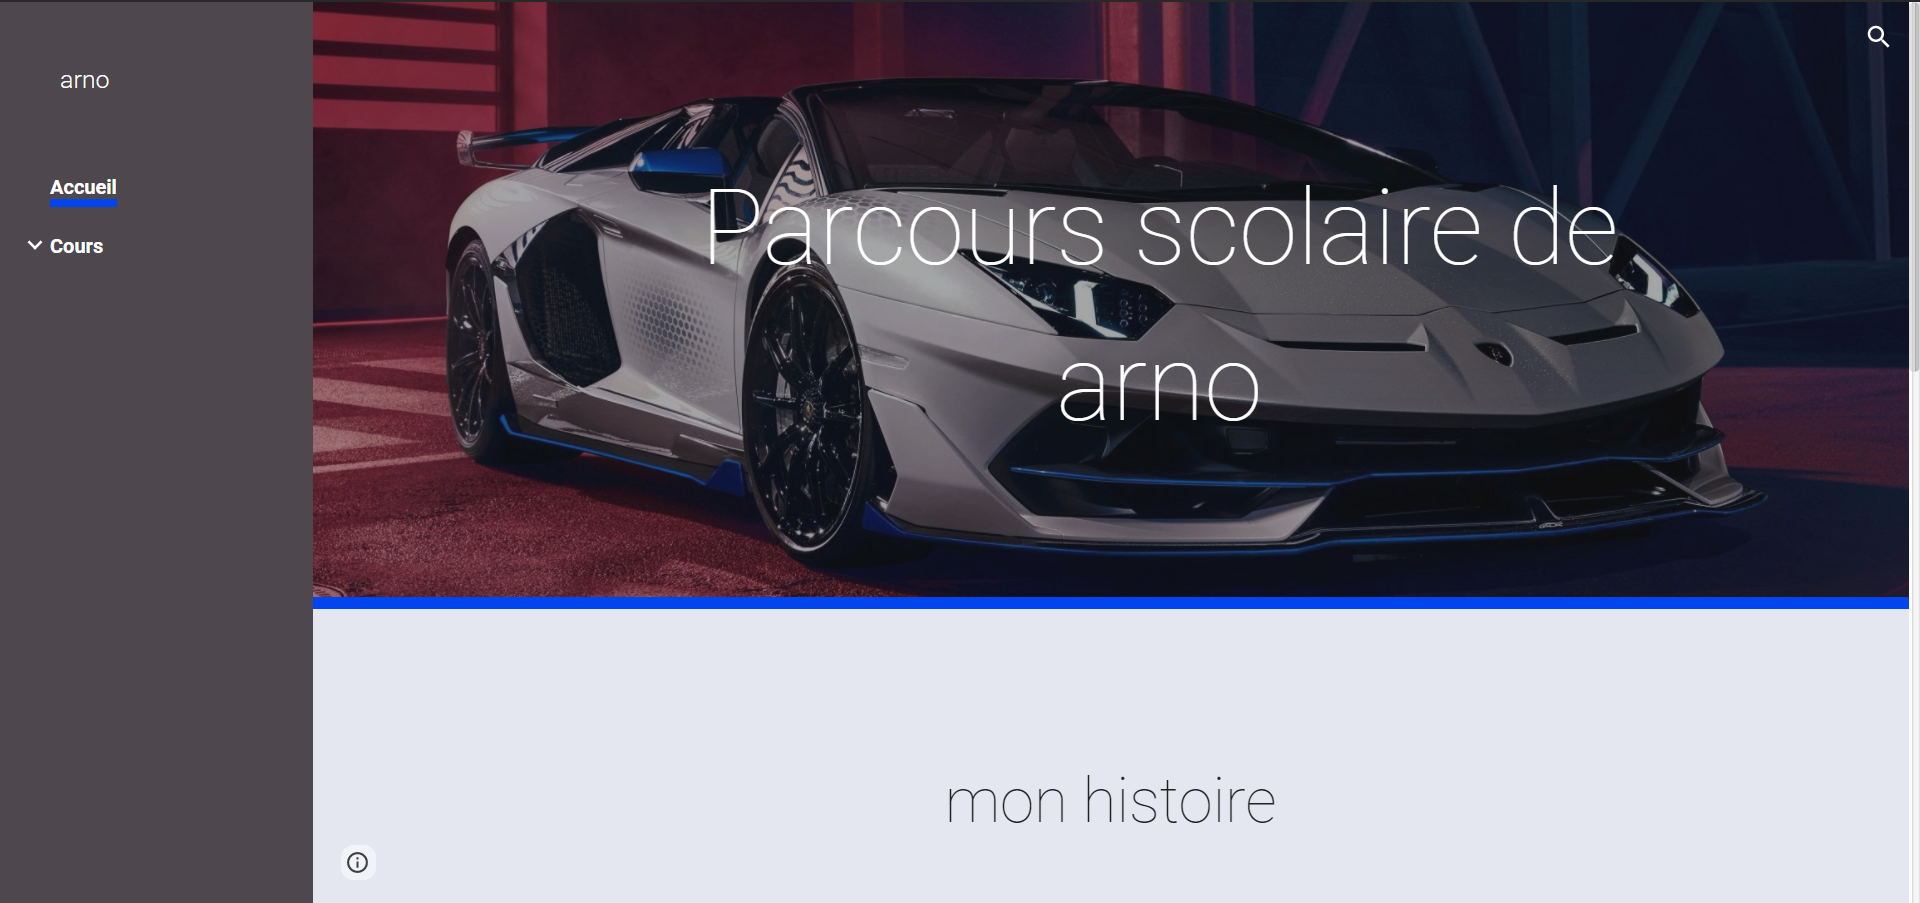 arno
Accueil
Cours
Parcours scolaire de
arno
mon histoire